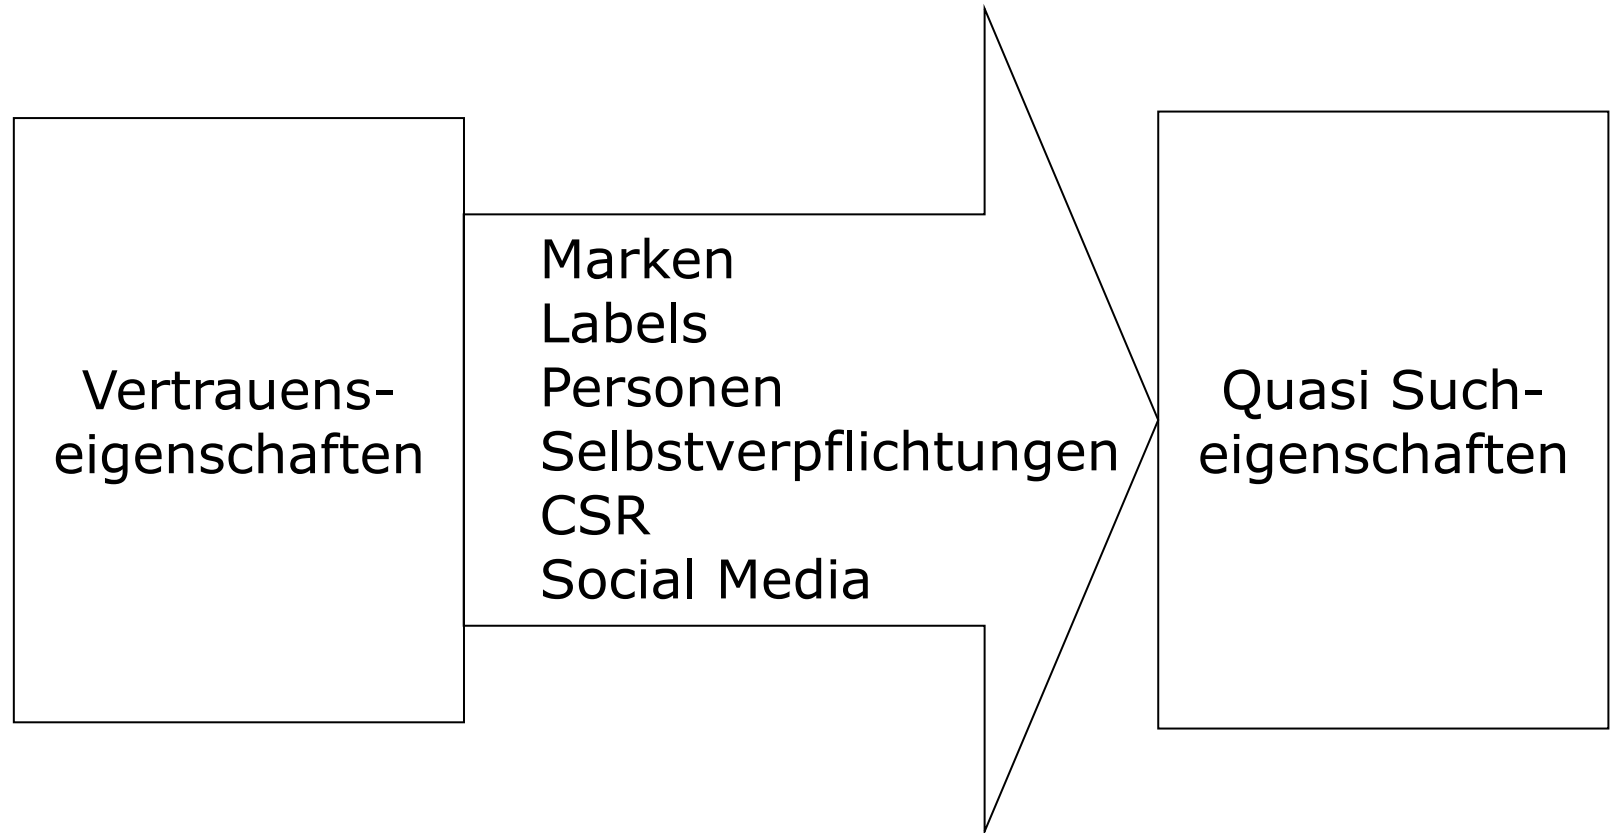 Vertrauens-
eigenschaften
Marken
Labels
Personen
Selbstverpflichtungen
CSR
Social Media
Quasi Such-
eigenschaften